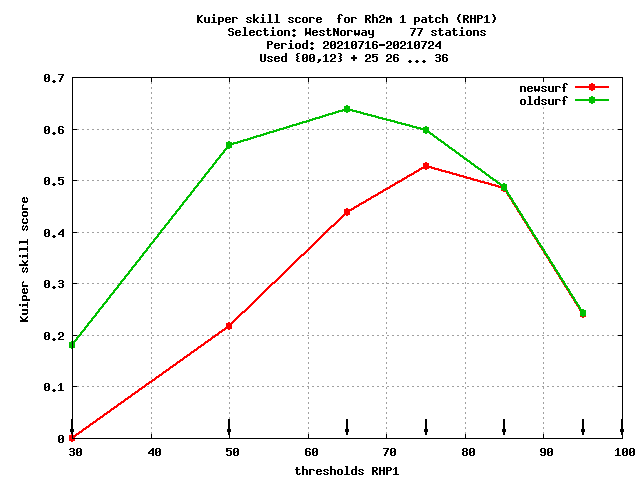 Kuiper skill score  for Rh2m 1 patch (RHP1)
Selection: WestNorway     77 stations
Period: 20210716-20210724
Used {00,12} + 25 26 ... 36
newsurf
oldsurf
0.7
0.6
0.5
0.4
0.3
0.2
0.1
0
Kuiper skill score
30 40 50 60 70 80 90 100
thresholds RHP1